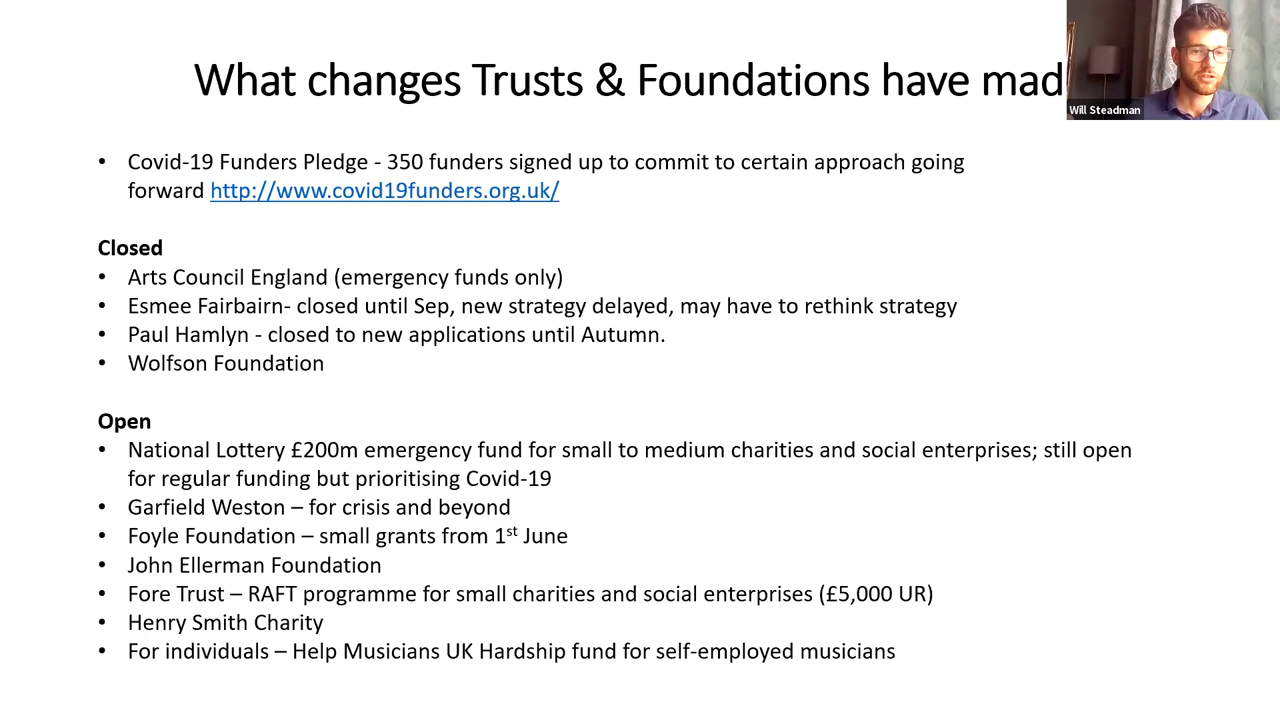 What changes Trusts & Foundations have mad
Will Steadman
• Covid-19 Funders Pledge - 350 funders signed up to commit to certain approach going
forward http://www.covid19funders.org.uk/
Closed
• Arts Council England (emergency funds only)
• Esmee Fairbairn- closed until Sep, new strategy delayed, may have to rethink strategy
• Paul Hamlyn - closed to new applications until Autumn.
• Wolfson Foundation
Open
• National Lottery £200m emergency fund for small to medium charities and social enterprises; still open
for regular funding but prioritising Covid-19
• Garfield Weston – for crisis and beyond
• Foyle Foundation – small grants from 1st June
• John Ellerman Foundation
• Fore Trust – RAFT programme for small charities and social enterprises (£5,000 UR)
• Henry Smith Charity
• For individuals – Help Musicians UK Hardship fund for self-employed musicians